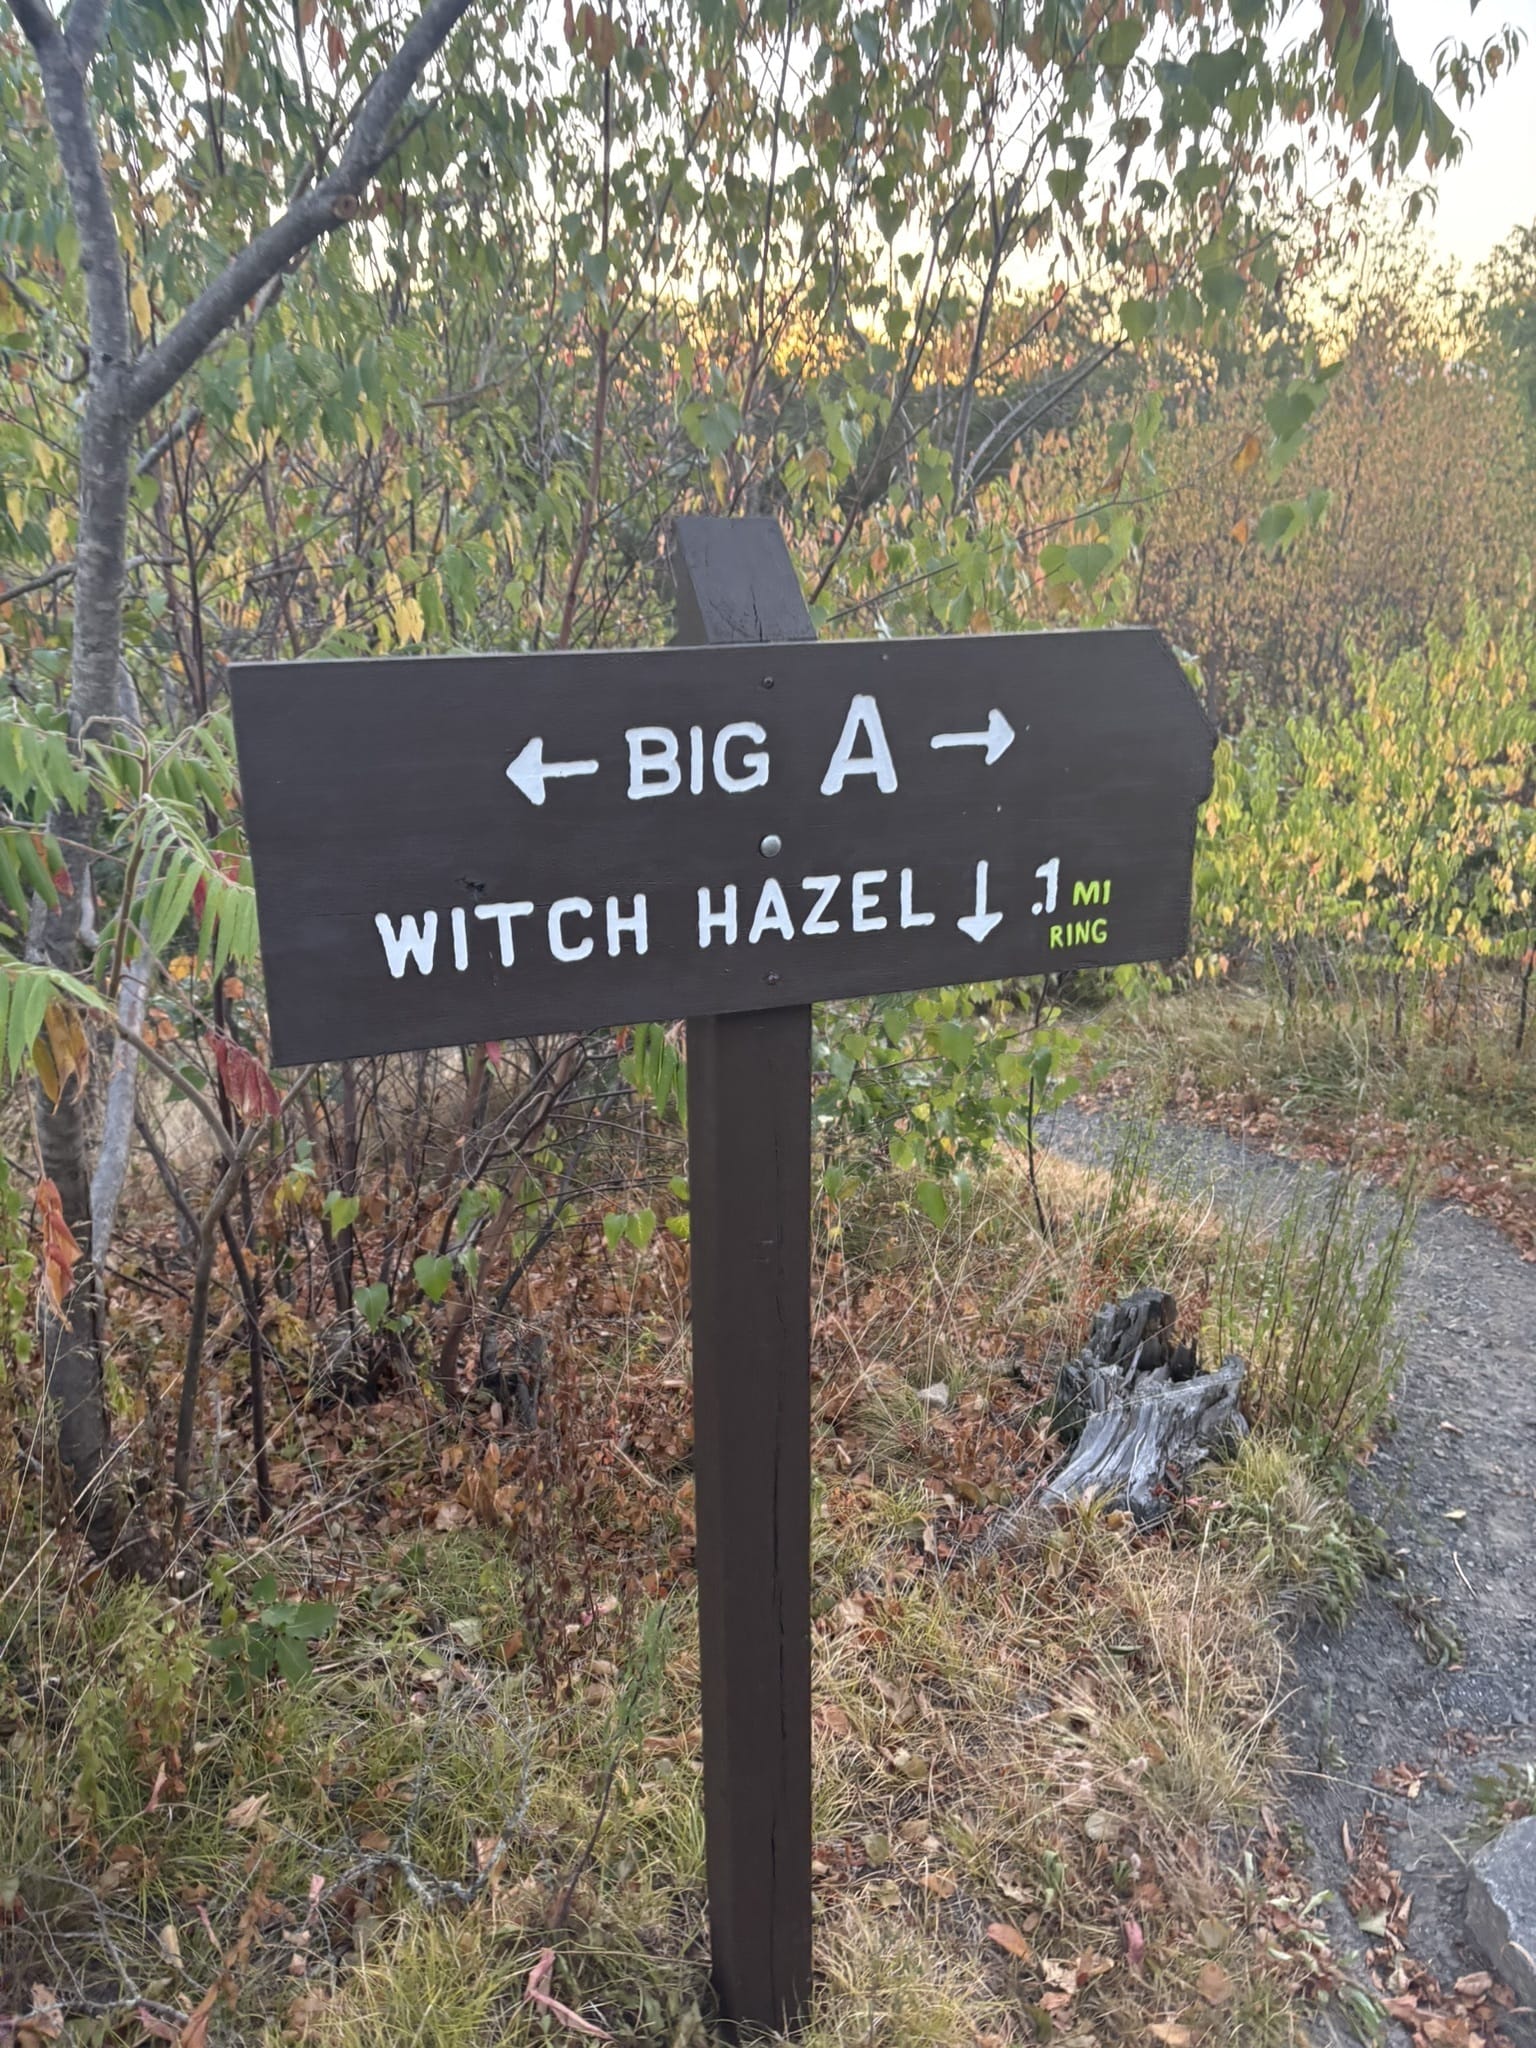 ← BIG A →
WITCH HAZEL ↓ .1 MI
RING